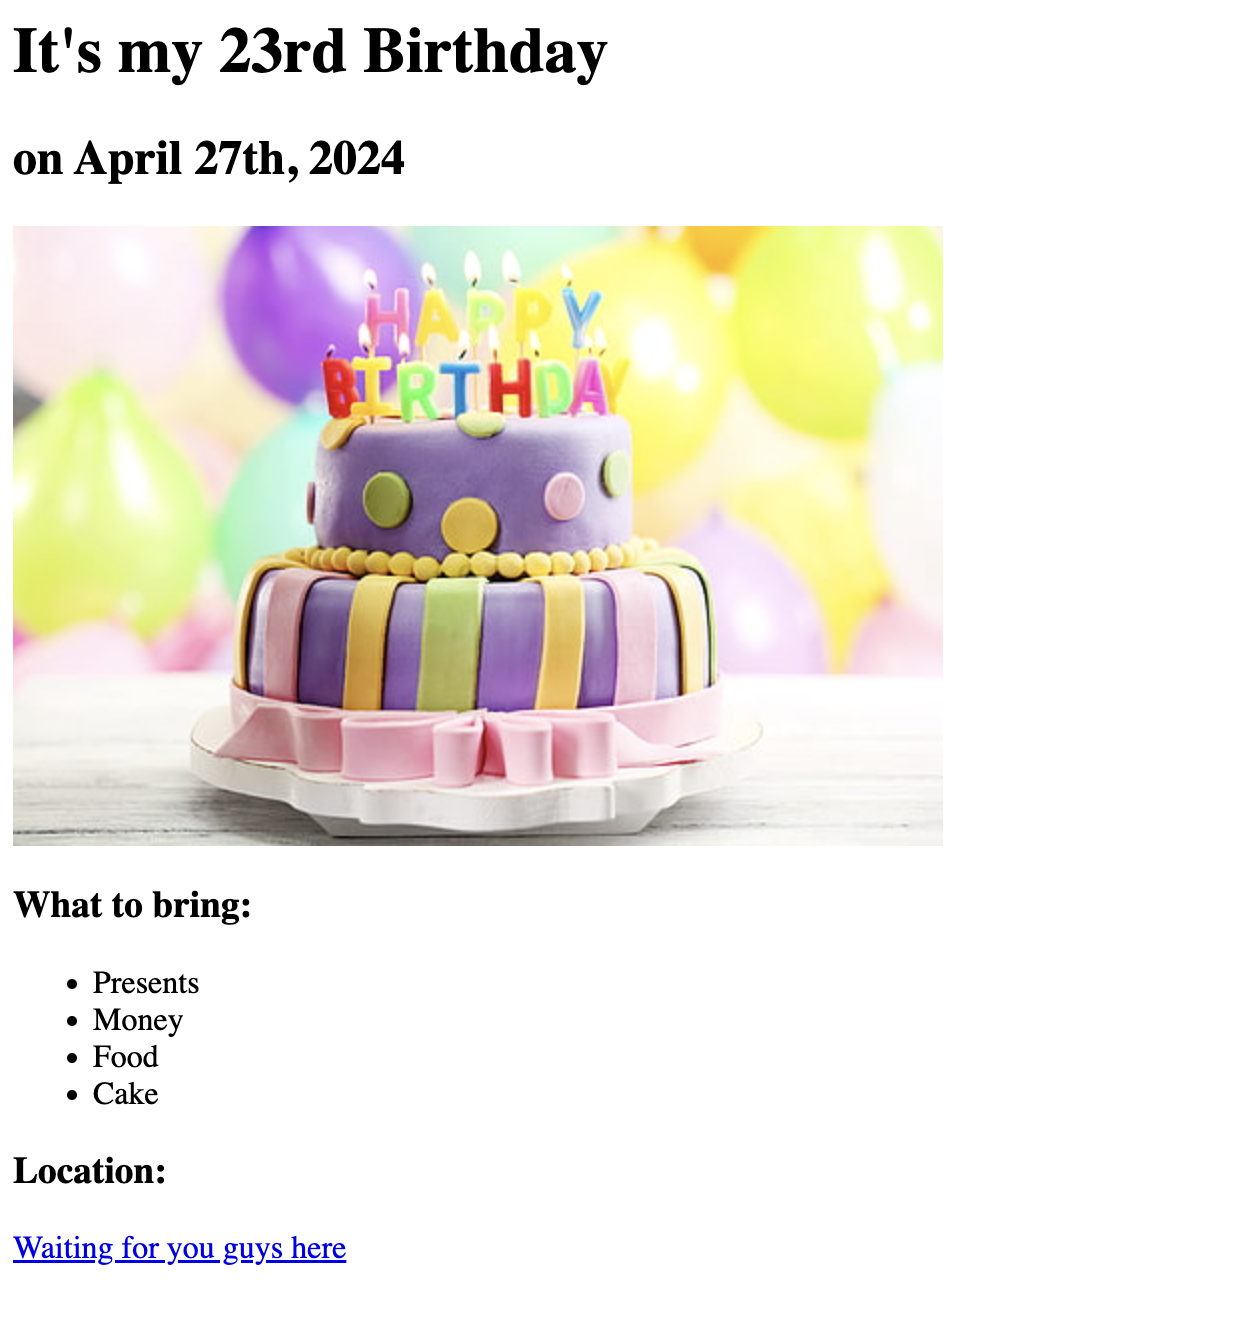 It's my 23rd Birthday
on April 27th, 2024
HAPPY
BIRTHDAY
What to bring:
Presents
Money
Food
Cake
Location:
Waiting for you guys here